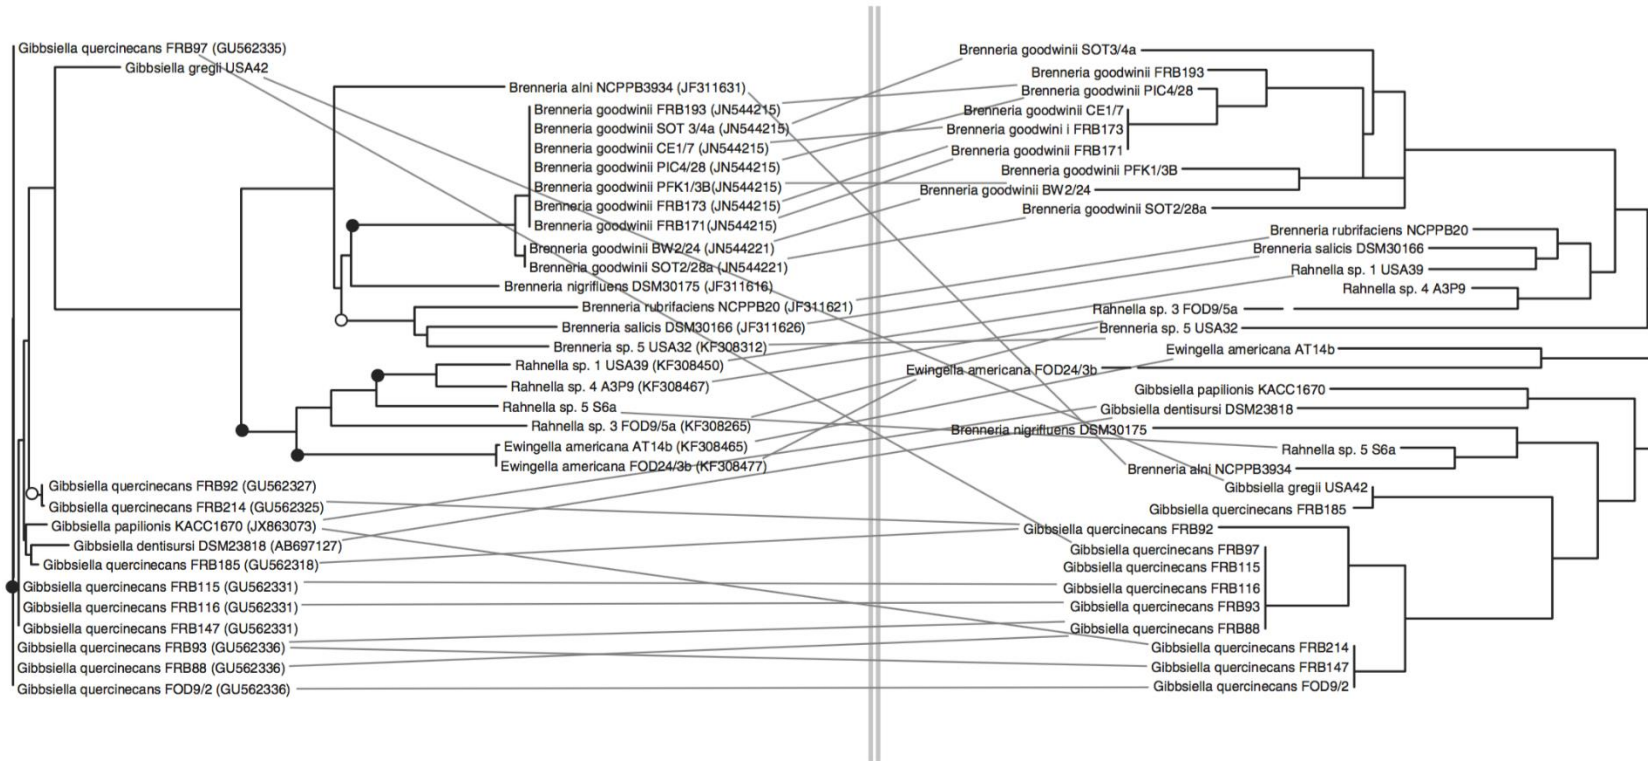 Gibbsiella quercinecans FRB97 (GU562335)
Gibbsiella gregii USA42
Brenneria alni NCPPB3934 (JF311631)
Brenneria goodwinii FRB193 (JN544215)
Brenneria goodwinii SOT 3/4a (JN544215)
Brenneria goodwinii CE1/7 (JN544215)
Brenneria goodwinii PIC4/28 (JN544215)
Brenneria goodwinii PFK1/3B(JN544215)
Brenneria goodwinii FRB173 (JN544215)
Brenneria goodwinii FRB171(JN544215)
Brenneria goodwinii BW2/24 (JN544221)
Brenneria goodwinii SOT2/28a (JN544221)
Brenneria nigrifluens DSM30175 (JF311616)
Brenneria rubrifaciens NCPPB20 (JF311621)
Brenneria salicis DSM30166 (JF311626)
Brenneria sp. 5 USA32 (KF308312)
Rahnella sp. 1 USA39 (KF308450)
Rahnella sp. 4 A3P9 (KF308467)
Rahnella sp. 5 S6a
Rahnella sp. 3 FOD9/5a (KF308265)
Ewingella americana AT14b (KF308465)
Ewingella americana FOD24/3b (KF308477)
Gibbsiella quercinecans FRB92 (GU562327)
Gibbsiella quercinecans FRB214 (GU562325)
Gibbsiella papilionis KACC1670 (JX863073)
Gibbsiella dentisursi DSM23818 (AB697127)
Gibbsiella quercinecans FRB185 (GU562318)
Gibbsiella quercinecans FRB115 (GU562331)
Gibbsiella quercinecans FRB116 (GU562331)
Gibbsiella quercinecans FRB147 (GU562331)
Gibbsiella quercinecans FRB93 (GU562336)
Gibbsiella quercinecans FRB88 (GU562336)
Gibbsiella quercinecans FOD9/2 (GU562336)
Brenneria goodwinii SOT3/4a
Brenneria goodwinii FRB193
Brenneria goodwinii PIC4/28
Brenneria goodwinii CE1/7
Brenneria goodwini i FRB173
Brenneria goodwinii FRB171
Brenneria goodwinii PFK1/3B
Brenneria goodwinii BW2/24
Brenneria goodwinii SOT2/28a
Brenneria rubrifaciens NCPPB20
Brenneria salicis DSM30166
Rahnella sp. 1 USA39
Rahnella sp. 4 A3P9
Rahnella sp. 3 FOD9/5a
Brenneria sp. 5 USA32
Ewingella americana AT14b
Ewingella americana FOD24/3b
Gibbsiella papilionis KACC1670
Gibbsiella dentisursi DSM23818
Brenneria nigrifluens DSM30175
Rahnella sp. 5 S6a
Brenneria alni NCPPB3934
Gibbsiella gregii USA42
Gibbsiella quercinecans FRB185
Gibbsiella quercinecans FRB92
Gibbsiella quercinecans FRB97
Gibbsiella quercinecans FRB115
Gibbsiella quercinecans FRB116
Gibbsiella quercinecans FRB93
Gibbsiella quercinecans FRB88
Gibbsiella quercinecans FRB214
Gibbsiella quercinecans FRB147
Gibbsiella quercinecans FOD9/2